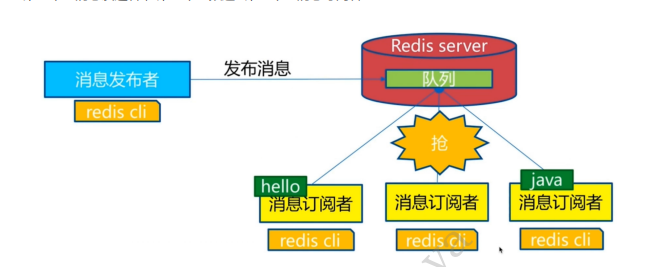 Redis server
发布消息
消息发布者
队列
redis cli
抢
hello
java
消息订阅者
消息订阅者
消息订阅者
redis cli
redis cli
redis cli